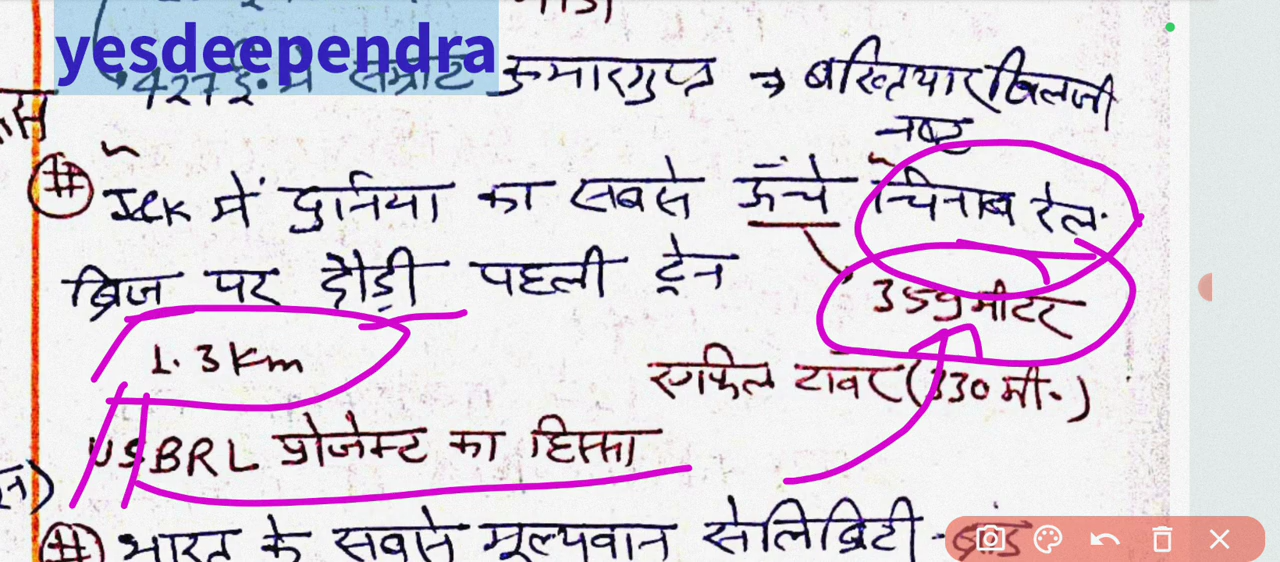 yesdeependra
427 ई. में सम्राट कुमारगुप्त → बख्तियार खिलजी
नष्ट
# J&K में दुनिया का सबसे ऊँचे चिनाब रेल.
ब्रिज पर दौड़ी पहली ट्रेन
359 मीटर
1.3 Km
एफिल टॉवर (330 मी.)
USBRL प्रोजेक्ट का हिस्सा
# भारत के सबसे मूल्यवान सेलिब्रिटी - ब्रांड